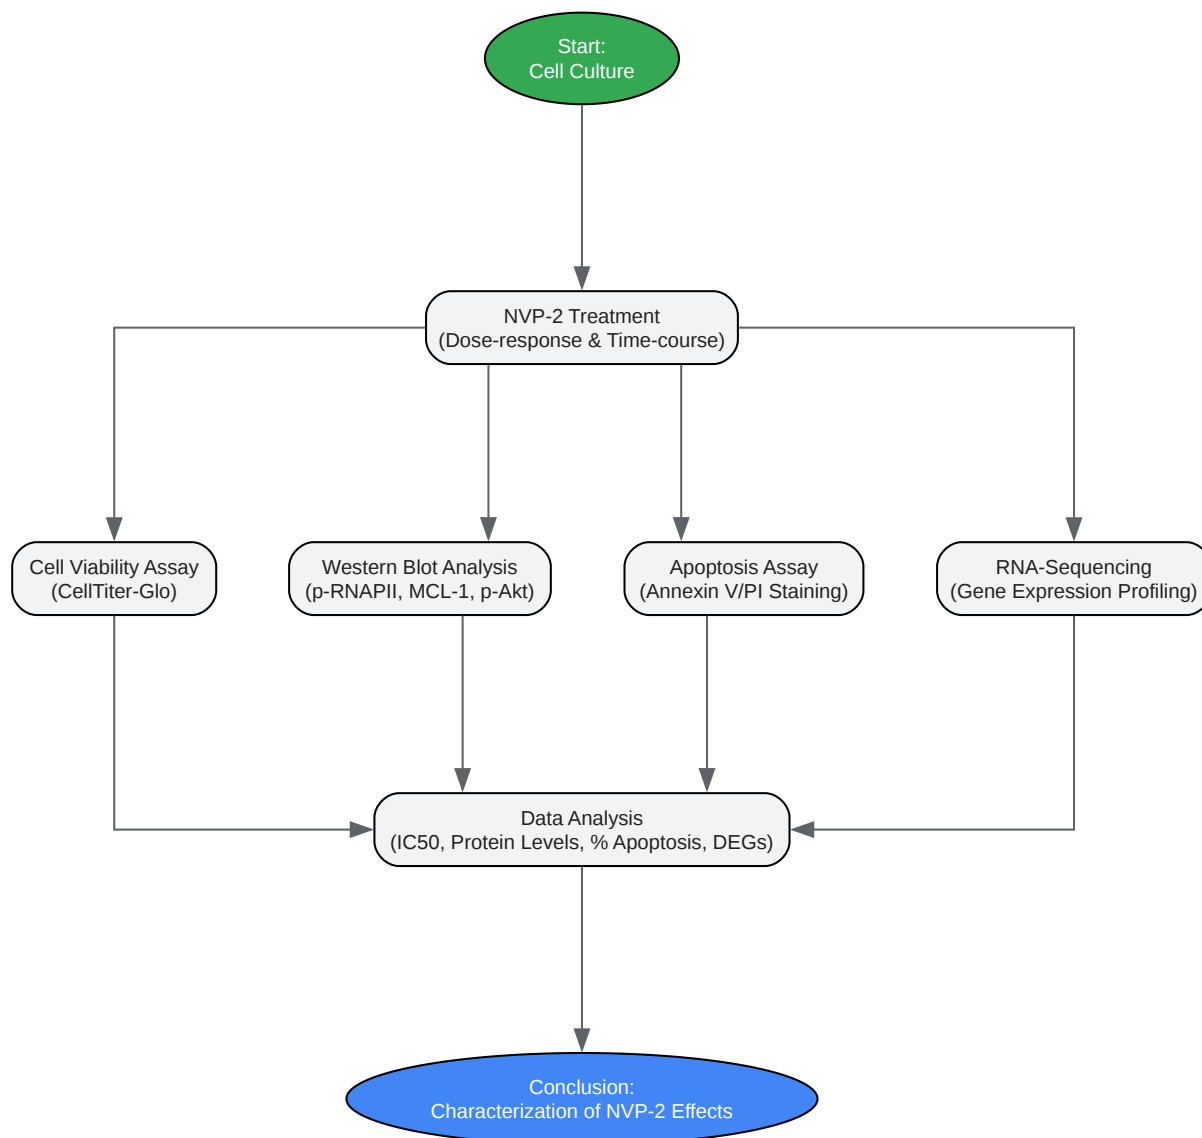 Start:
Cell Culture
NVP-2 Treatment
(Dose-response & Time-course)
Cell Viability Assay
(CellTiter-Glo)
Western Blot Analysis
(p-RNAPII, MCL-1, p-Akt)
Apoptosis Assay
(Annexin V/PI Staining)
RNA-Sequencing
(Gene Expression Profiling)
Data Analysis
(IC50, Protein Levels, % Apoptosis, DEGs)
Conclusion:
Characterization of NVP-2 Effects